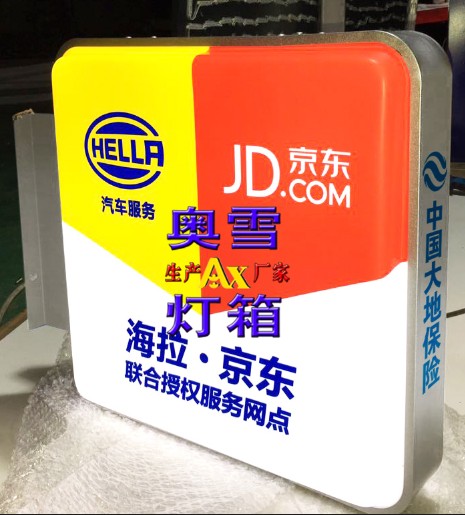 HELLA
汽车服务
JD.京东
.COM
奥雪
生产AX厂家
灯箱
海拉·京东
联合授权服务网点
中国大地保险